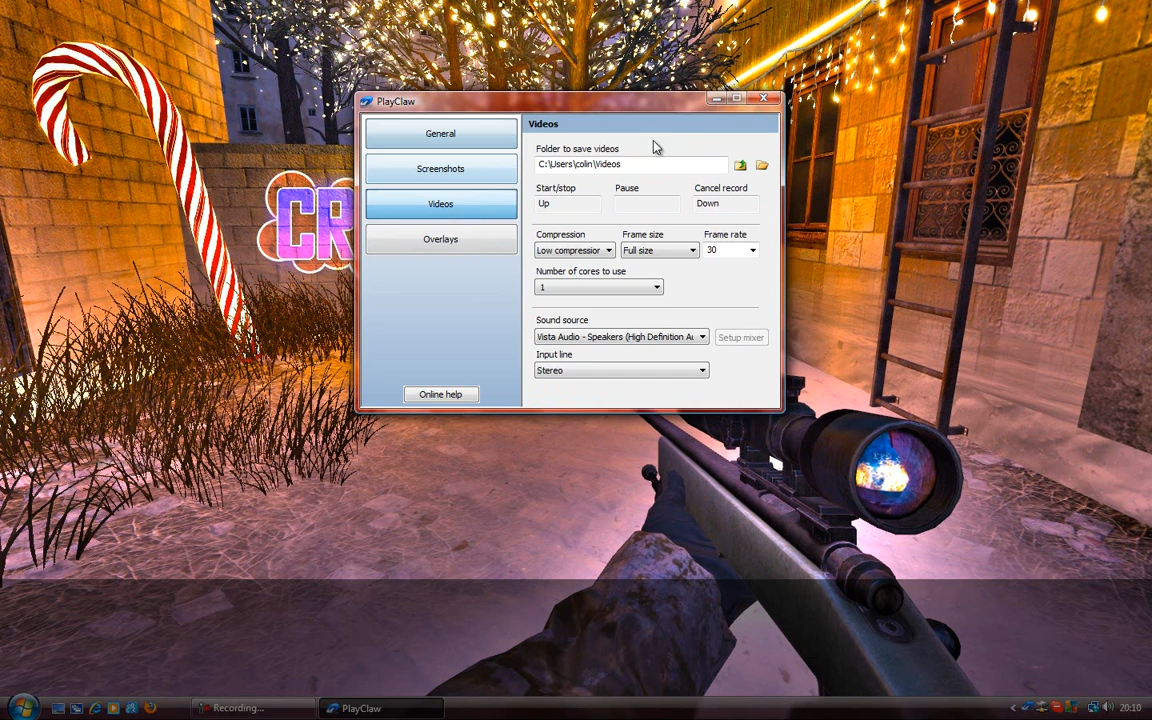 PlayClaw
General
Screenshots
Videos
Overlays
Online help
Videos
Folder to save videos
C:\Users\colin\Videos
Start/stop Pause Cancel record
Up Down
Compression Frame size Frame rate
Low compression Full size 30
Number of cores to use
1
Sound source
Vista Audio - Speakers (High Definition Au Setup mixer
Input line
Stereo
CR
Recording... PlayClaw 20:10